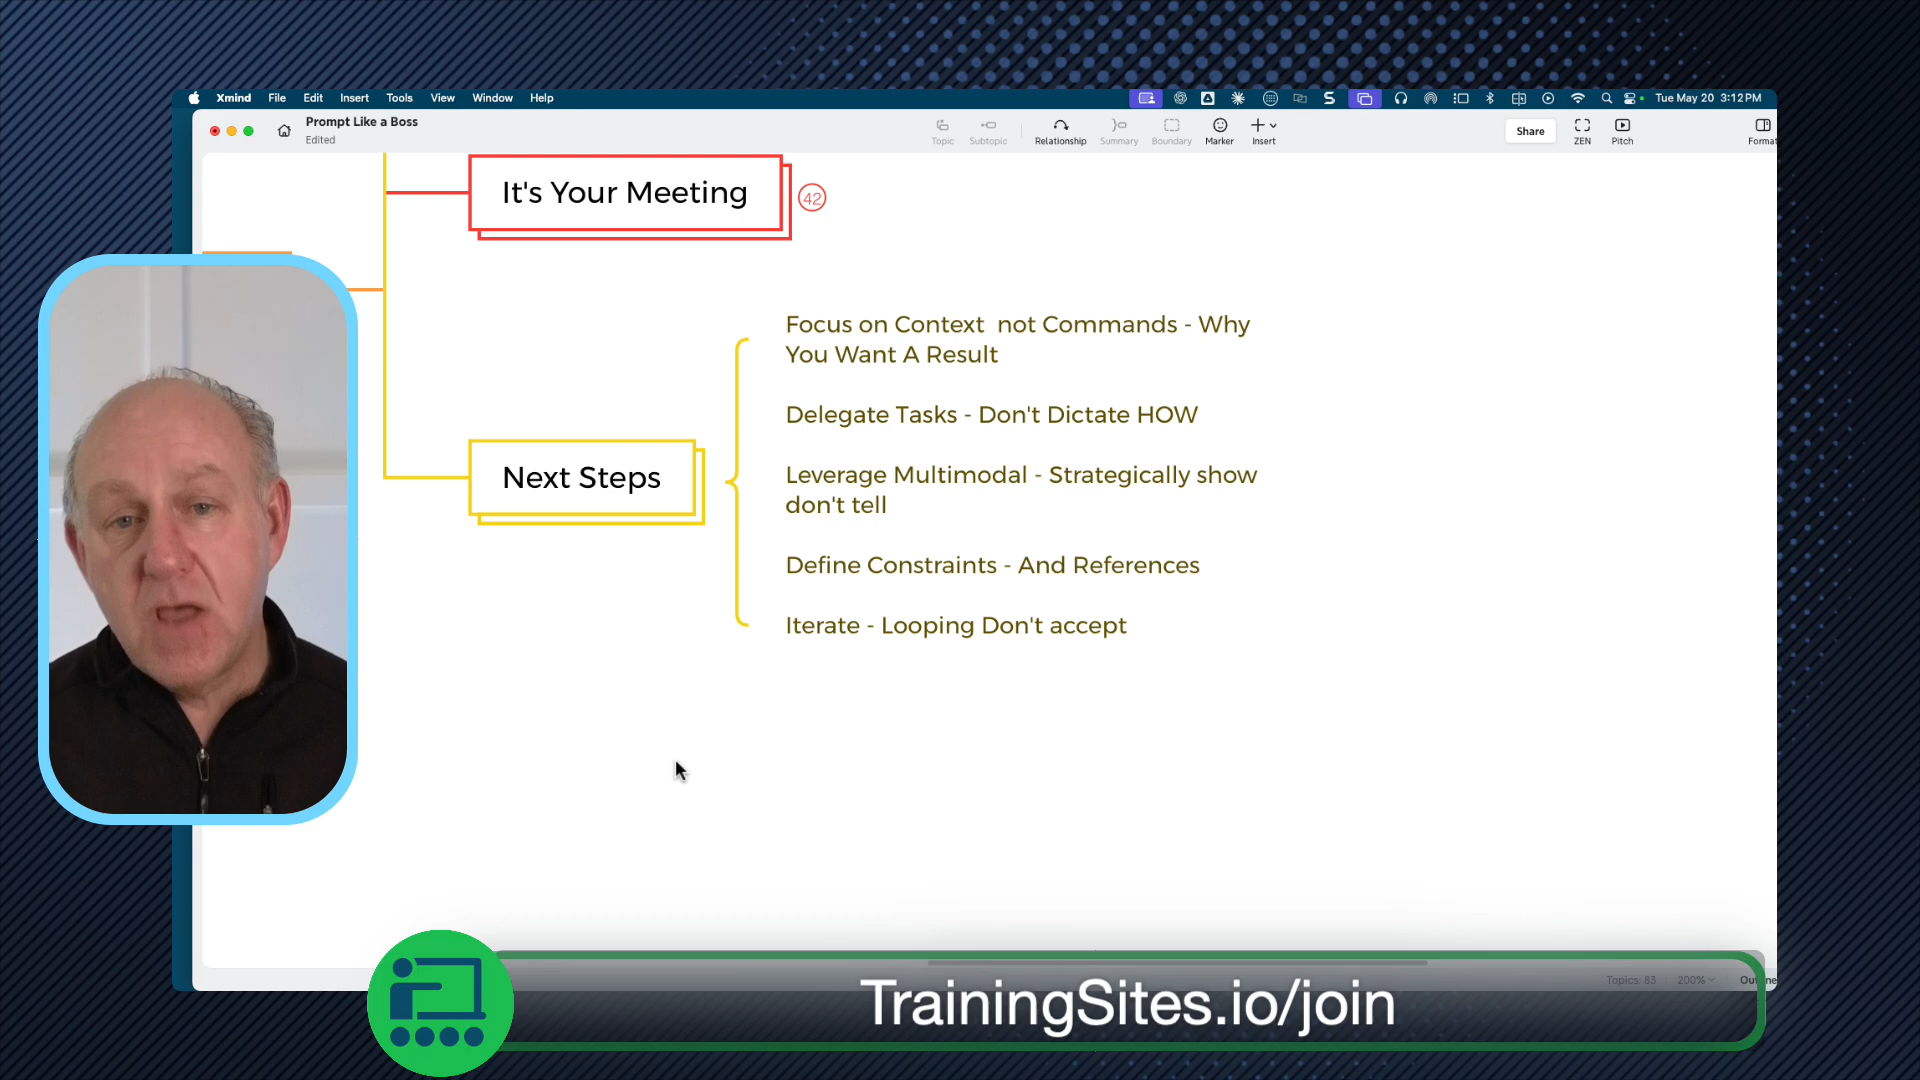 Xmind File Edit Insert Tools View Window Help
Tue May 20 3:12 PM
Prompt Like a Boss
Edited
Topic Subtopic Relationship Summary Boundary Marker Insert
Share ZEN Pitch Format
It's Your Meeting 42
Focus on Context not Commands - Why
You Want A Result
Delegate Tasks - Don't Dictate HOW
Next Steps
Leverage Multimodal - Strategically show
don't tell
Define Constraints - And References
Iterate - Looping Don't accept
Topics: 83 200%
TrainingSites.io/join